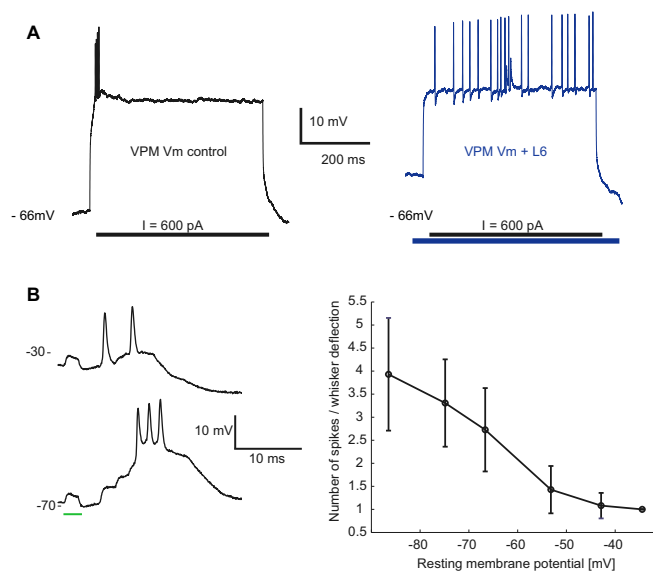 A
10 mV
200 ms
VPM Vm control
VPM Vm + L6
- 66mV
I = 600 pA
- 66mV
I = 600 pA
B
-30-
10 mV
10 ms
-70-
Number of spikes / whisker deflection
5.5
5
4.5
4
3.5
3
2.5
2
1.5
1
0.5
-80 -70 -60 -50 -40
Resting membrane potential [mV]